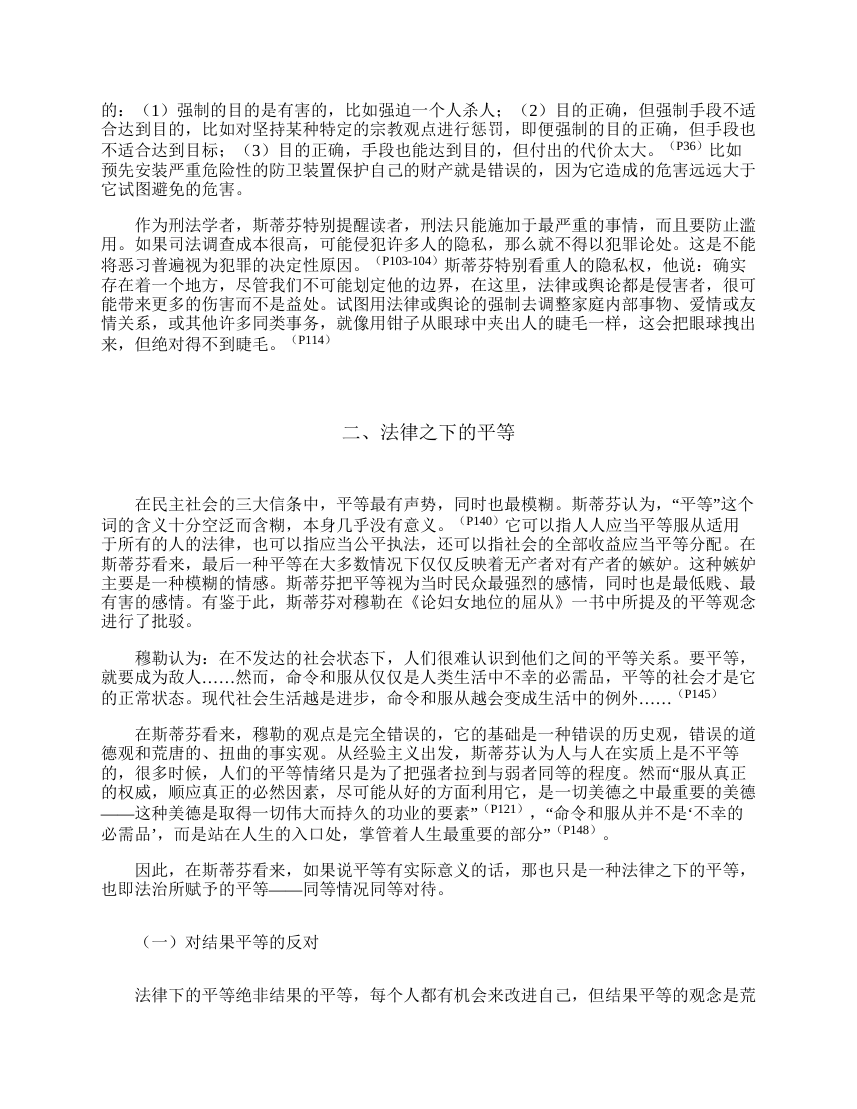 的：（1）强制的目的是有害的，比如强迫一个人杀人；（2）目的正确，但强制手段不适
合达到目的，比如对坚持某种特定的宗教观点进行惩罚，即便强制的目的正确，但手段也
不适合达到目标；（3）目的正确，手段也能达到目的，但付出的代价太大。（P36）比如
预先安装严重危险性的防卫装置保护自己的财产就是错误的，因为它造成的危害远远大于
它试图避免的危害。
作为刑法学者，斯蒂芬特别提醒读者，刑法只能施加于最严重的事情，而且要防止滥
用。如果司法调查成本很高，可能侵犯许多人的隐私，那么就不得以犯罪论处。这是不能
将恶习普遍视为犯罪的决定性原因。（P103-104）斯蒂芬特别看重人的隐私权，他说：确实
存在着一个地方，尽管我们不可能划定他的边界，在这里，法律或舆论都是侵害者，很可
能带来更多的伤害而不是益处。试图用法律或舆论的强制去调整家庭内部事物、爱情或友
情关系，或其他许多同类事务，就像用钳子从眼球中夹出人的睫毛一样，这会把眼球拽出
来，但绝对得不到睫毛。（P114）
二、法律之下的平等
在民主社会的三大信条中，平等最有声势，同时也最模糊。斯蒂芬认为，“平等”这个
词的含义十分空泛而含糊，本身几乎没有意义。（P140）它可以指人人应当平等服从适用
于所有的人的法律，也可以指应当公平执法，还可以指社会的全部收益应当平等分配。在
斯蒂芬看来，最后一种平等在大多数情况下仅仅反映着无产者对有产者的嫉妒。这种嫉妒
主要是一种模糊的情感。斯蒂芬把平等视为当时民众最强烈的感情，同时也是最低贱、最
有害的感情。有鉴于此，斯蒂芬对穆勒在《论妇女地位的屈从》一书中所提及的平等观念
进行了批驳。
穆勒认为：在不发达的社会状态下，人们很难认识到他们之间的平等关系。要平等，
就要成为敌人……然而，命令和服从仅仅是人类生活中不幸的必需品，平等的社会才是它
的正常状态。现代社会生活越是进步，命令和服从越会变成生活中的例外……（P145）
在斯蒂芬看来，穆勒的观点是完全错误的，它的基础是一种错误的历史观，错误的道
德观和荒唐的、扭曲的事实观。从经验主义出发，斯蒂芬认为人与人在实质上是不平等
的，很多时候，人们的平等情绪只是为了把强者拉到与弱者同等的程度。然而“服从真正
的权威，顺应真正的必然因素，尽可能从好的方面利用它，是一切美德之中最重要的美德
——这种美德是取得一切伟大而持久的功业的要素”（P121），“命令和服从并不是‘不幸的
必需品’，而是站在人生的入口处，掌管着人生最重要的部分”（P148）。
因此，在斯蒂芬看来，如果说平等有实际意义的话，那也只是一种法律之下的平等，
也即法治所赋予的平等——同等情况同等对待。
（一）对结果平等的反对
法律下的平等绝非结果的平等，每个人都有机会来改进自己，但结果平等的观念是荒